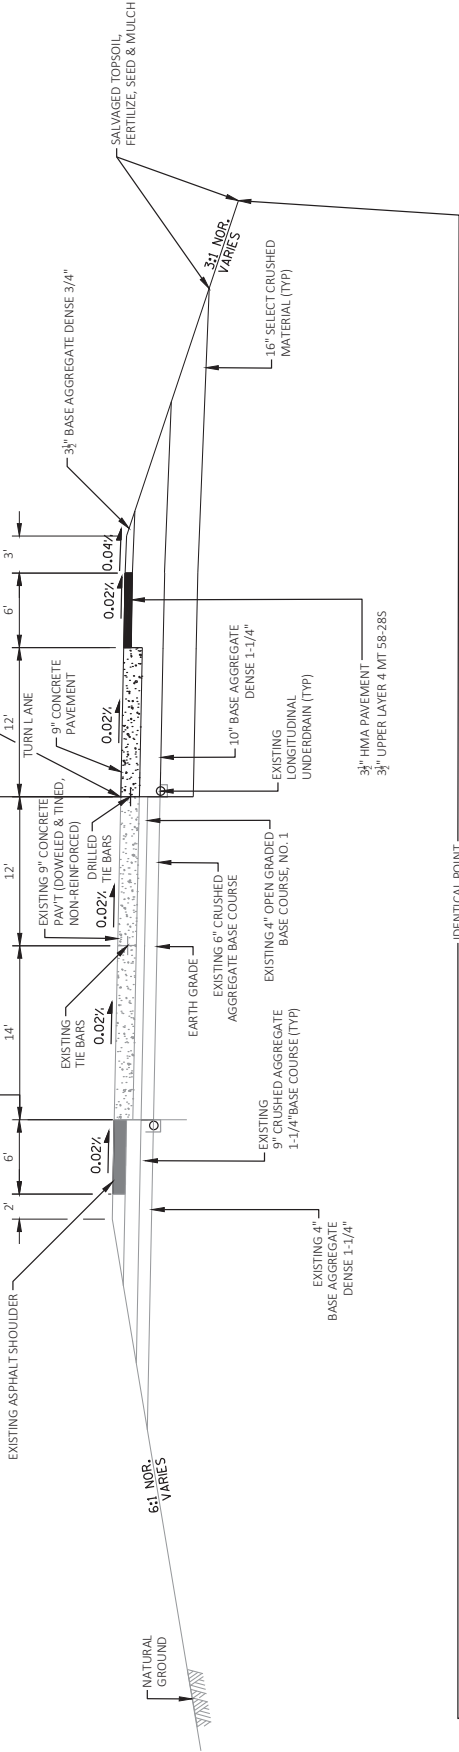 SALVAGED TOPSOIL,
FERTILIZE, SEED & MULCH
3:1 NOR.
VARIES
16" SELECT CRUSHED
MATERIAL (TYP)
3½" BASE AGGREGATE DENSE 3/4"
3'
0.04%
6'
0.02%
12'
TURN LANE
9" CONCRETE
PAVEMENT
0.02%
10" BASE AGGREGATE
DENSE 1-1/4"
3½" HMA PAVEMENT
3½" UPPER LAYER 4 MT 58-28S
EXISTING
LONGITUDINAL
UNDERDRAIN (TYP)
12'
EXISTING 9" CONCRETE
PAV'T (DOWELED & TINED,
NON-REINFORCED)
DRILLED
TIE BARS
0.02%
EXISTING 4" OPEN GRADED
BASE COURSE, NO. 1
EXISTING 6" CRUSHED
AGGREGATE BASE COURSE
EARTH GRADE
14'
EXISTING
TIE BARS
0.02%
EXISTING
9" CRUSHED AGGREGATE
1-1/4"BASE COURSE (TYP)
6'
0.02%
2'
EXISTING 4"
BASE AGGREGATE
DENSE 1-1/4"
EXISTING ASPHALT SHOULDER
6:1 NOR.
VARIES
NATURAL
GROUND
IDENTICAL POINT